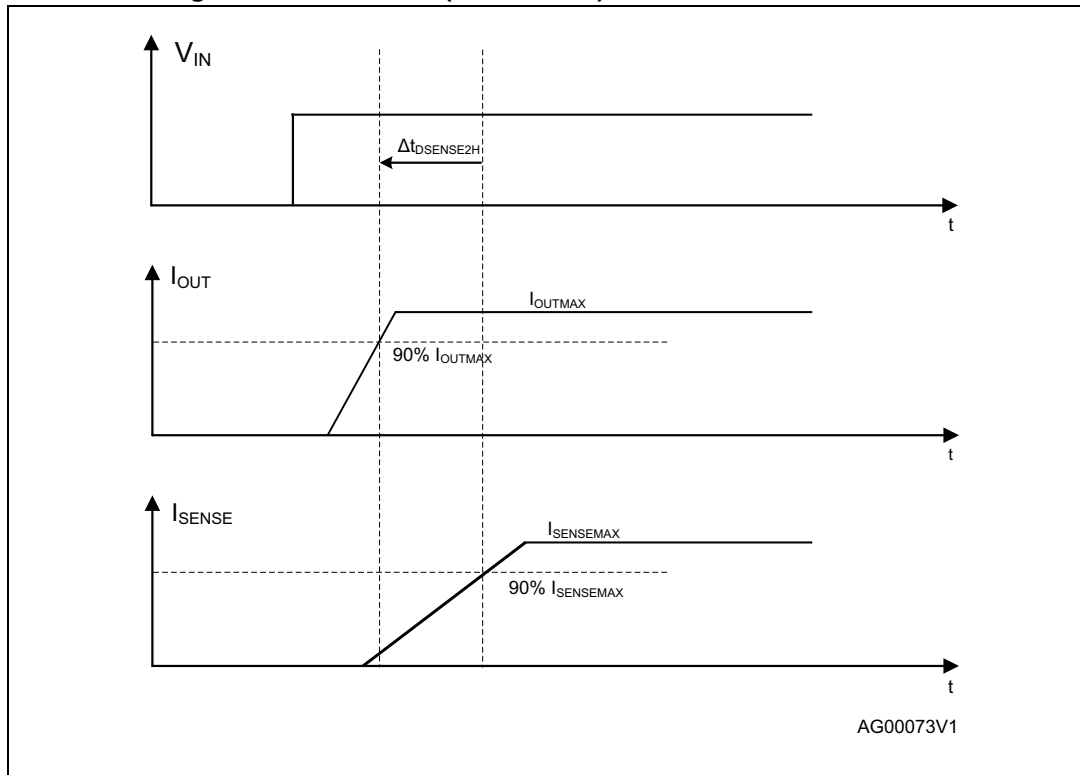 V_IN
Δt_DSENSE2H
t
I_OUT
I_OUTMAX
90% I_OUTMAX
t
I_SENSE
I_SENSEMAX
90% I_SENSEMAX
t
AG00073V1